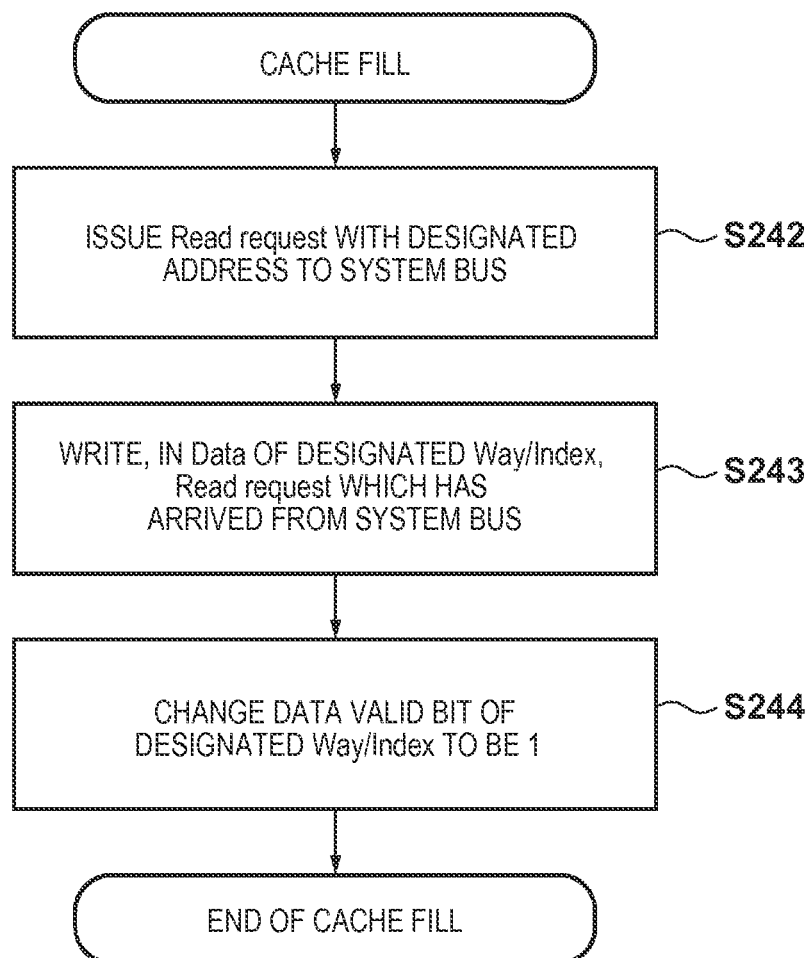 CACHE FILL
ISSUE Read request WITH DESIGNATED
ADDRESS TO SYSTEM BUS
S242
WRITE, IN Data OF DESIGNATED Way/Index,
Read request WHICH HAS
ARRIVED FROM SYSTEM BUS
S243
CHANGE DATA VALID BIT OF
DESIGNATED Way/Index TO BE 1
S244
END OF CACHE FILL